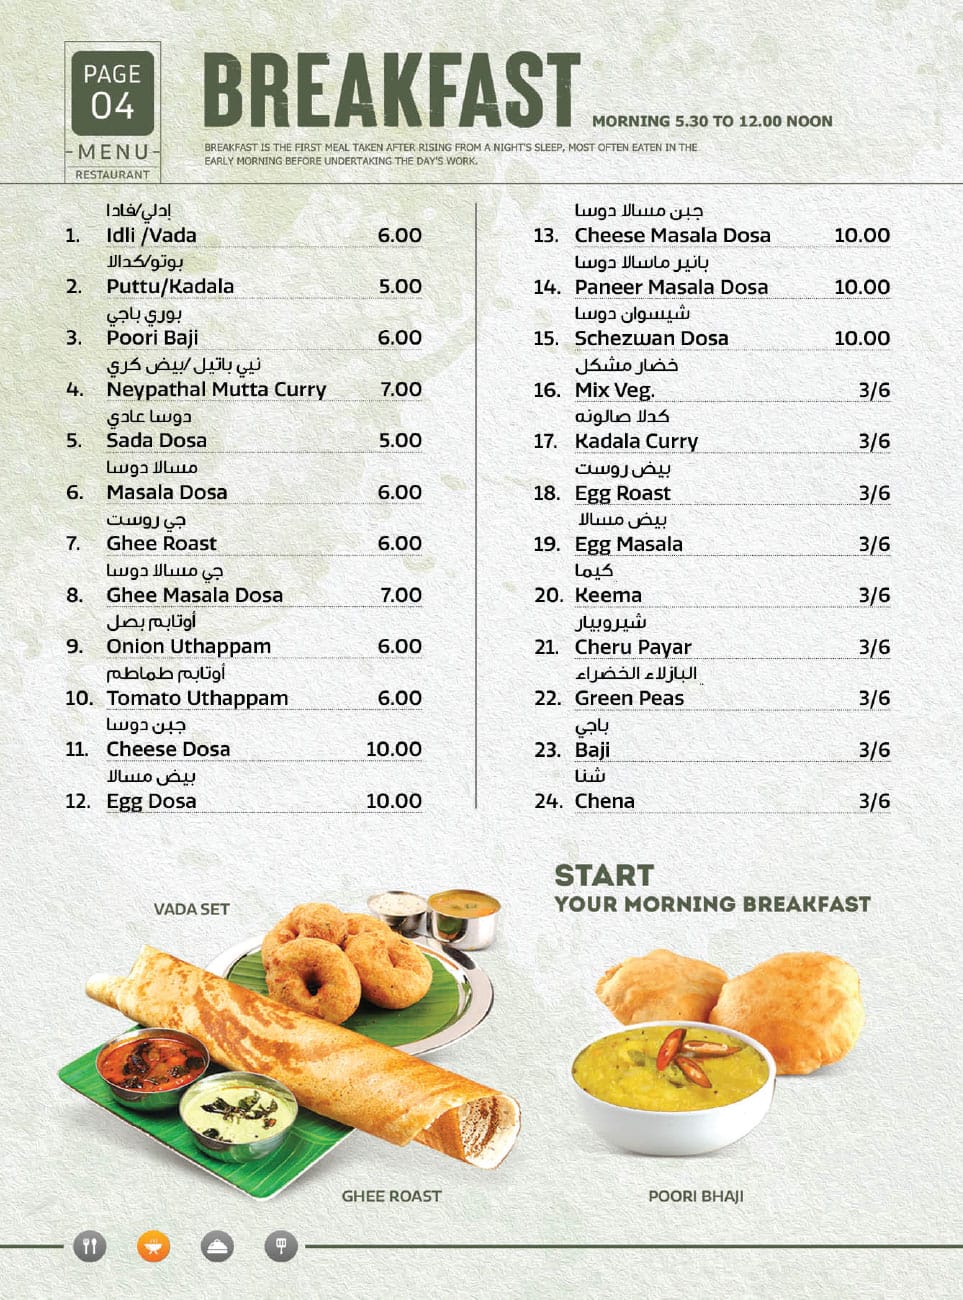 PAGE
04
MENU
RESTAURANT
BREAKFAST
MORNING 5.30 TO 12.00 NOON
BREAKFAST IS THE FIRST MEAL TAKEN AFTER RISING FROM A NIGHT'S SLEEP, MOST OFTEN EATEN IN THE
EARLY MORNING BEFORE UNDERTAKING THE DAY'S WORK.
إدلي/فادا
1. Idli /Vada 6.00
بوتو/كدالا
2. Puttu/Kadala 5.00
بوري باجي
3. Poori Baji 6.00
نيي باتيل /بيض كري
4. Neypathal Mutta Curry 7.00
دوسا عادي
5. Sada Dosa 5.00
مسالا دوسا
6. Masala Dosa 6.00
جي روست
7. Ghee Roast 6.00
جي مسالا دوسا
8. Ghee Masala Dosa 7.00
أوتابم بصل
9. Onion Uthappam 6.00
أوتابم طماطم
10. Tomato Uthappam 6.00
جبن دوسا
11. Cheese Dosa 10.00
بيض مسالا
12. Egg Dosa 10.00
جبن مسالا دوسا
13. Cheese Masala Dosa 10.00
بانير ماسالا دوسا
14. Paneer Masala Dosa 10.00
شيسوان دوسا
15. Schezwan Dosa 10.00
خضار مشكل
16. Mix Veg. 3/6
كدلا صالونه
17. Kadala Curry 3/6
بيض روست
18. Egg Roast 3/6
بيض مسالا
19. Egg Masala 3/6
كيما
20. Keema 3/6
شيروبيار
21. Cheru Payar 3/6
البازلاء الخضراء
22. Green Peas 3/6
باجي
23. Baji 3/6
شنا
24. Chena 3/6
START
YOUR MORNING BREAKFAST
VADA SET
GHEE ROAST
POORI BHAJI